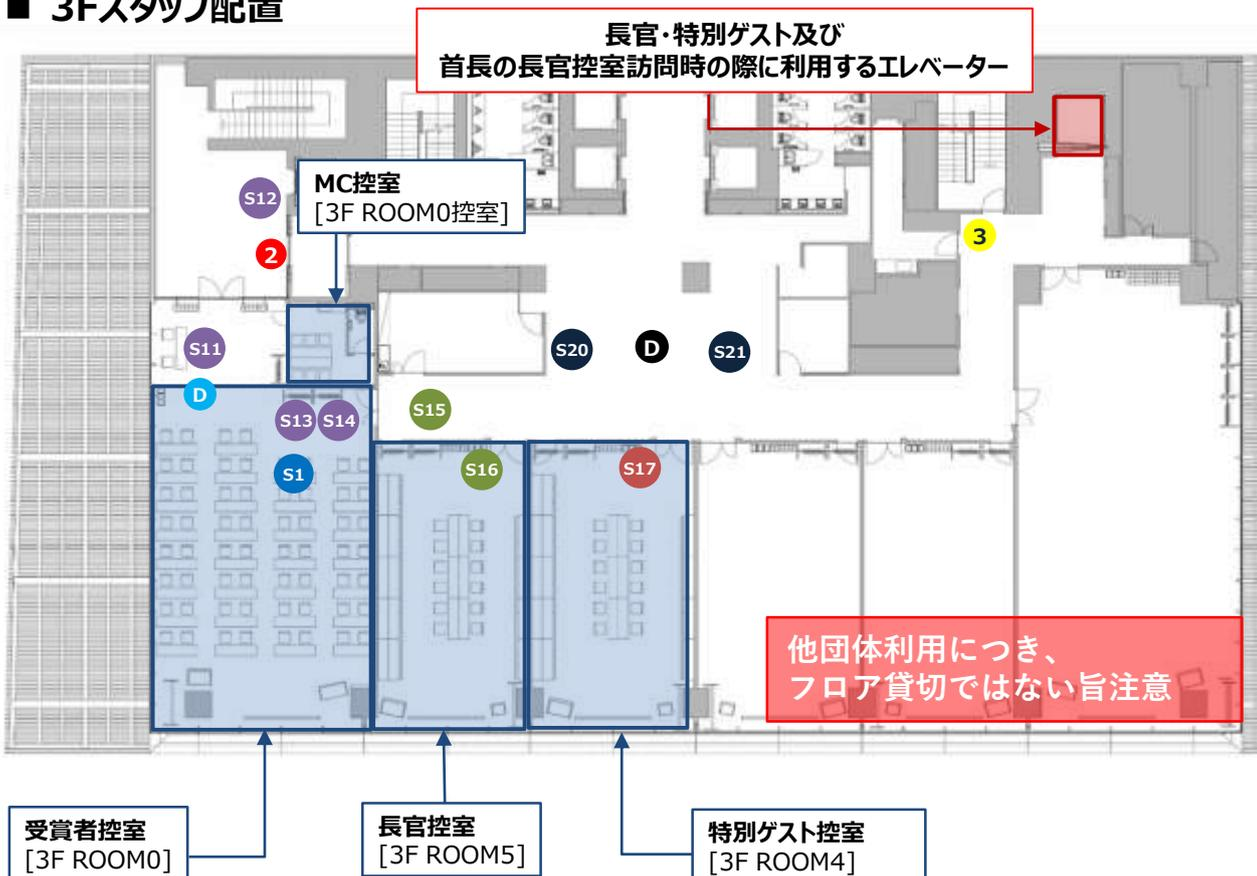 ■ 3Fスタッフ配置
長官・特別ゲスト及び
首長の長官控室訪問時の際に利用するエレベーター
MC控室
[3F ROOM0控室]
S12
2
3
S11
S20
D
S21
D
S13
S14
S15
S1
S16
S17
他団体利用につき、
フロア貸切ではない旨注意
受賞者控室
[3F ROOM0]
長官控室
[3F ROOM5]
特別ゲスト控室
[3F ROOM4]